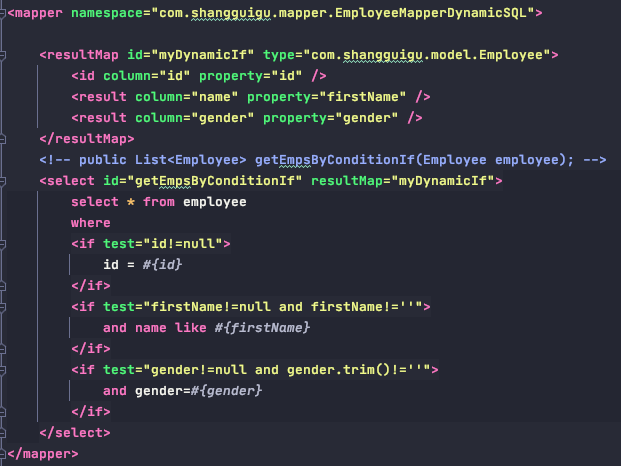 <mapper namespace="com.shangguigu.mapper.EmployeeMapperDynamicSQL">
<resultMap id="myDynamicIf" type="com.shangguigu.model.Employee">
<id column="id" property="id" />
<result column="name" property="firstName" />
<result column="gender" property="gender" />
</resultMap>
<!-- public List<Employee> getEmpsByConditionIf(Employee employee); -->
<select id="getEmpsByConditionIf" resultMap="myDynamicIf">
select * from employee
where
<if test="id!=null">
id = #{id}
</if>
<if test="firstName!=null and firstName!=''">
and name like #{firstName}
</if>
<if test="gender!=null and gender.trim()!=''">
and gender=#{gender}
</if>
</select>
</mapper>